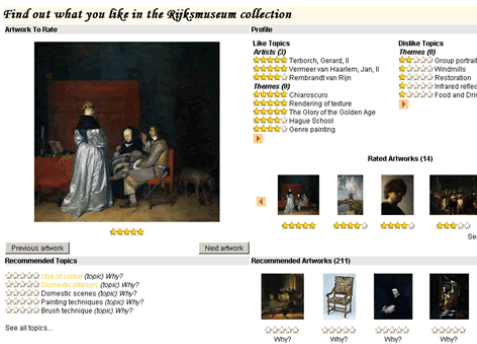 Find out what you like in the Rijksmuseum collection
Artwork To Rate
Profile
Like Topics
Artists (3)
Terborch, Gerard, II
Vermeer van Haarlem, Jan, II
Rembrandt van Rijn
Themes (8)
Chiaroscuro
Rendering of texture
The Glory of the Golden Age
Hague School
Genre painting
Dislike Topics
Themes (9)
Group portrait
Windmills
Restoration
Infrared reflec
Food and Drin
Rated Artworks (14)
Se
Previous artwork
Next artwork
Recommended Topics
Use of colour (topic) Why?
Domestic interiors (topic) Why?
Domestic scenes (topic) Why?
Painting techniques (topic) Why?
Brush technique (topic) Why?
See all topics...
Recommended Artworks (211)
Why?
Why?
Why?
Why?